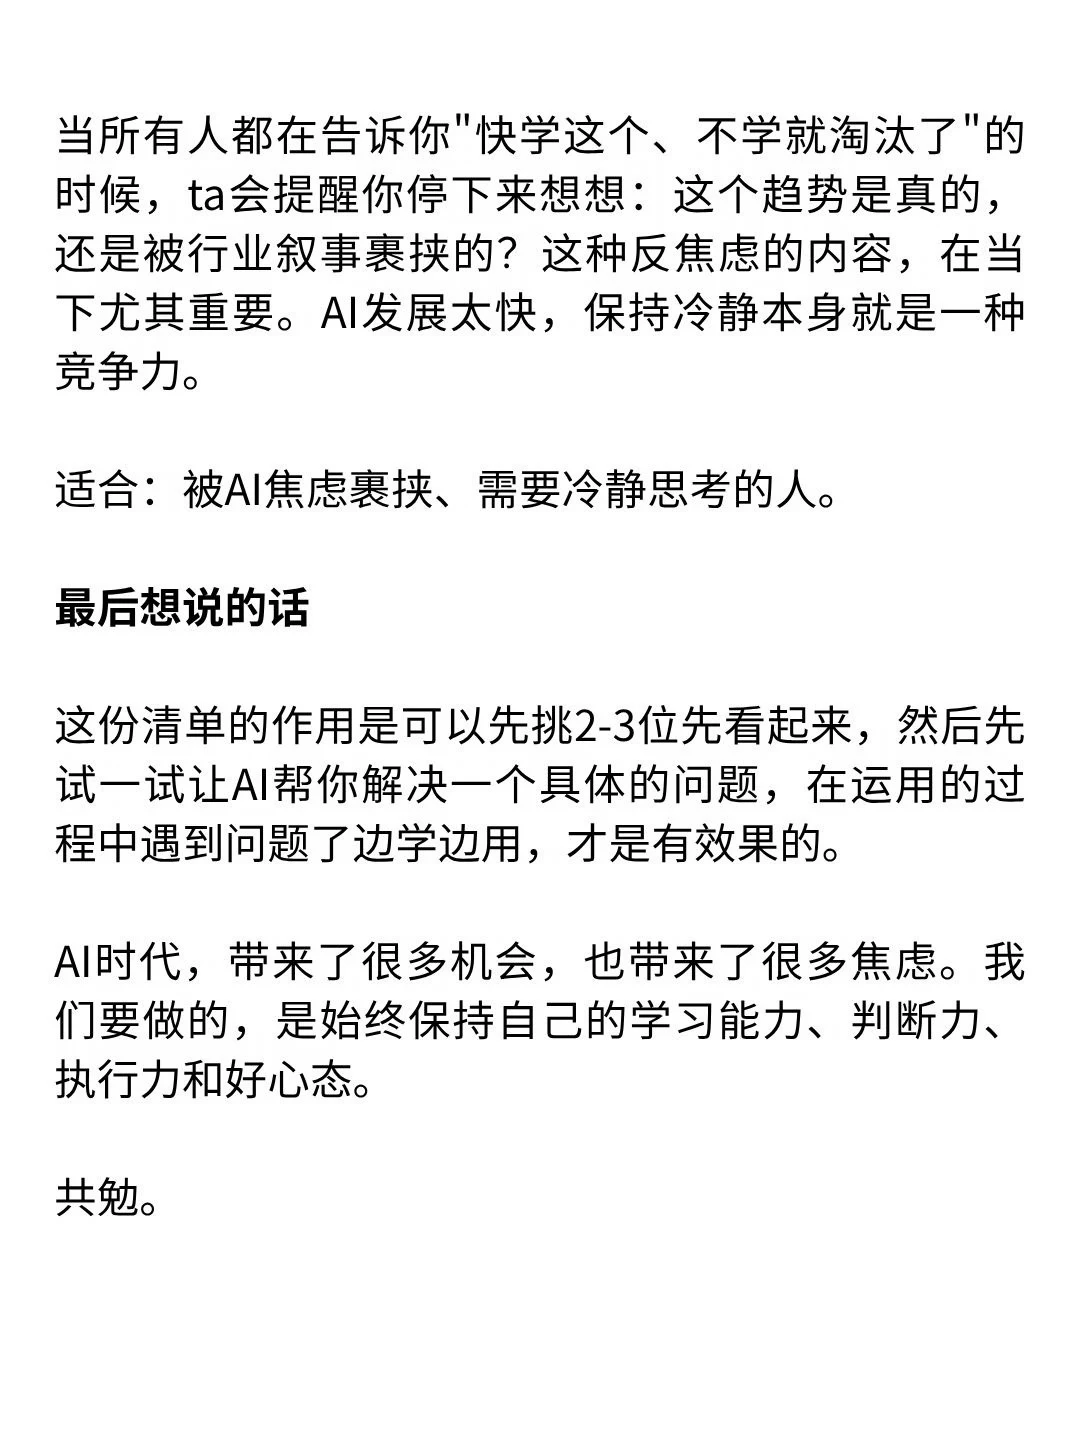 当所有人都在告诉你"快学这个、不学就淘汰了"的
时候，ta会提醒你停下来想想：这个趋势是真的，
还是被行业叙事裹挟的？这种反焦虑的内容，在当
下尤其重要。AI发展太快，保持冷静本身就是一种
竞争力。
适合：被AI焦虑裹挟、需要冷静思考的人。
最后想说的话
这份清单的作用是可以先挑2-3位先看起来，然后先
试一试让AI帮你解决一个具体的问题，在运用的过
程中遇到问题了边学边用，才是有效果的。
AI时代，带来了很多机会，也带来了很多焦虑。我
们要做的，是始终保持自己的学习能力、判断力、
执行力和好心态。
共勉。